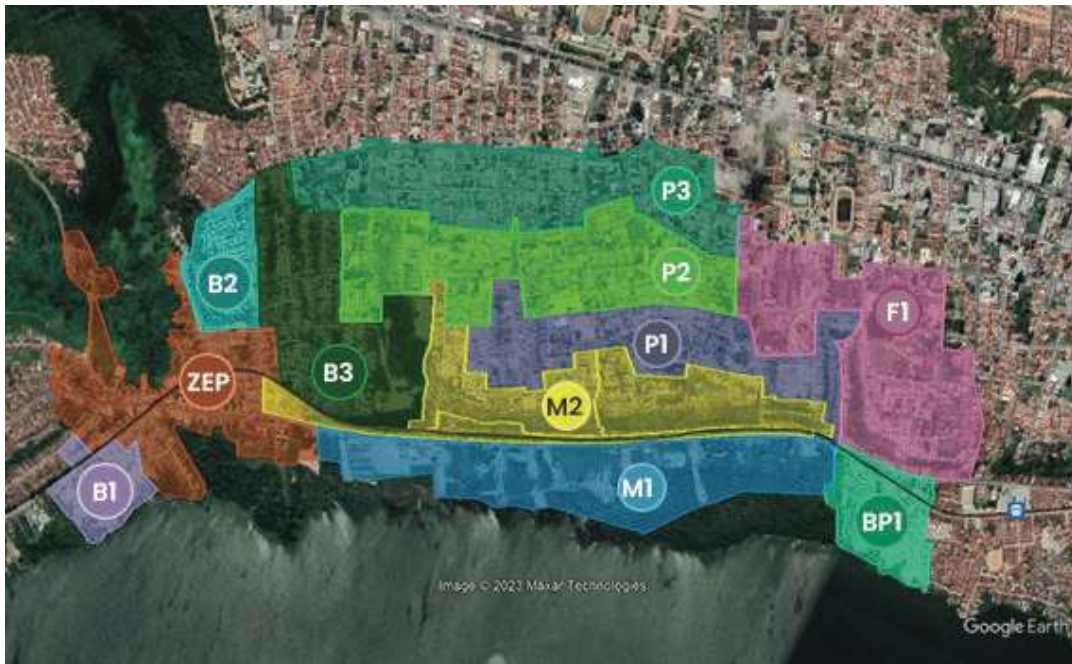 P3
B2
P2
F1
P1
ZEP
B3
M2
B1
M1
BP1
Image © 2023 Maxar Technologies
Google Earth